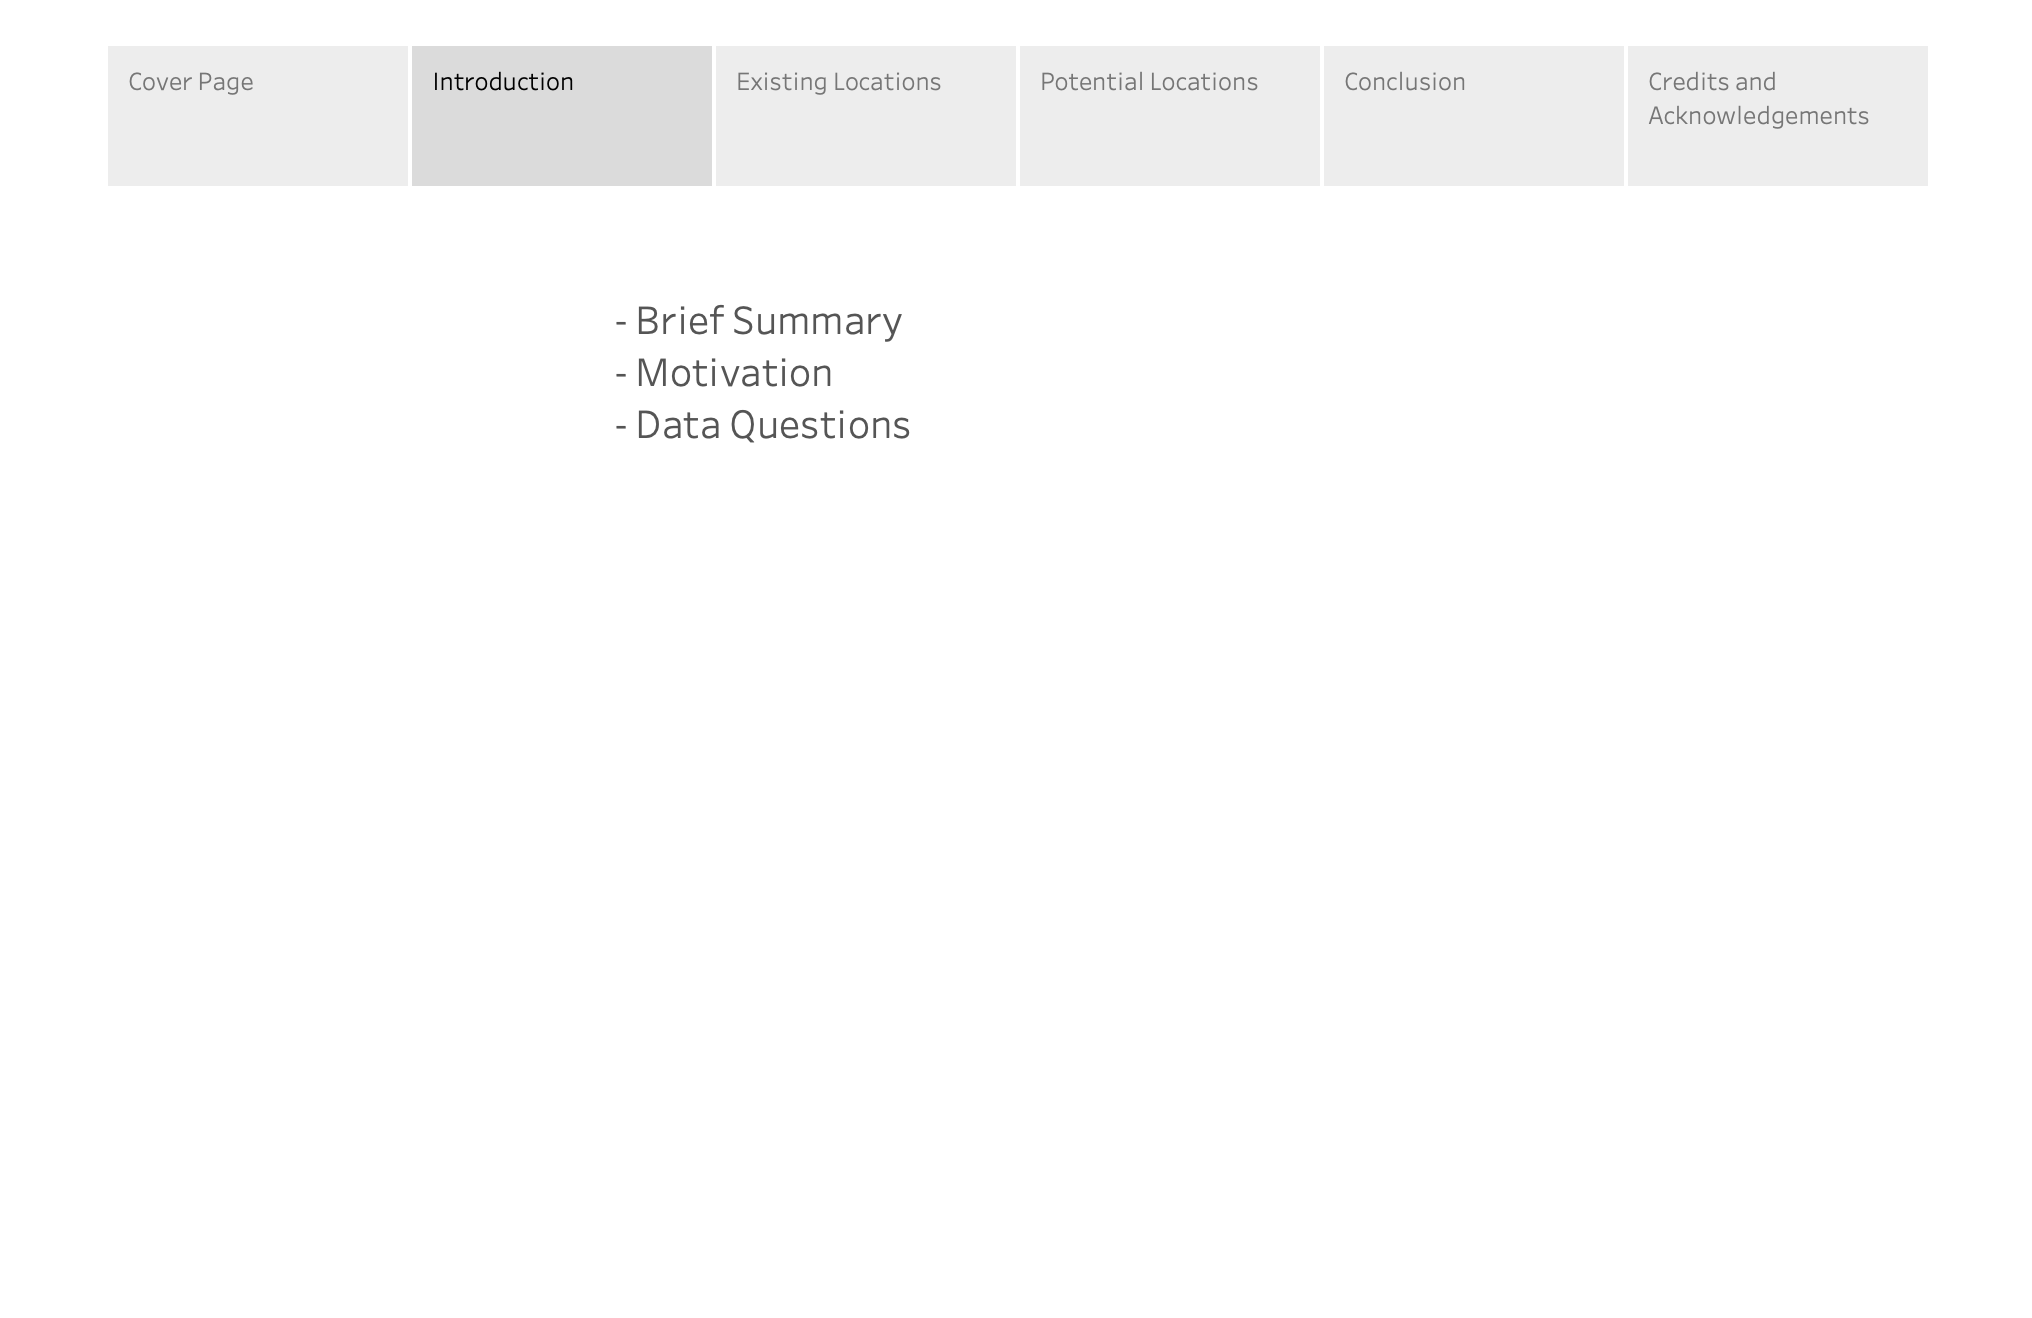 Cover Page
Introduction
Existing Locations
Potential Locations
Conclusion
Credits and
Acknowledgements
- Brief Summary
- Motivation
- Data Questions